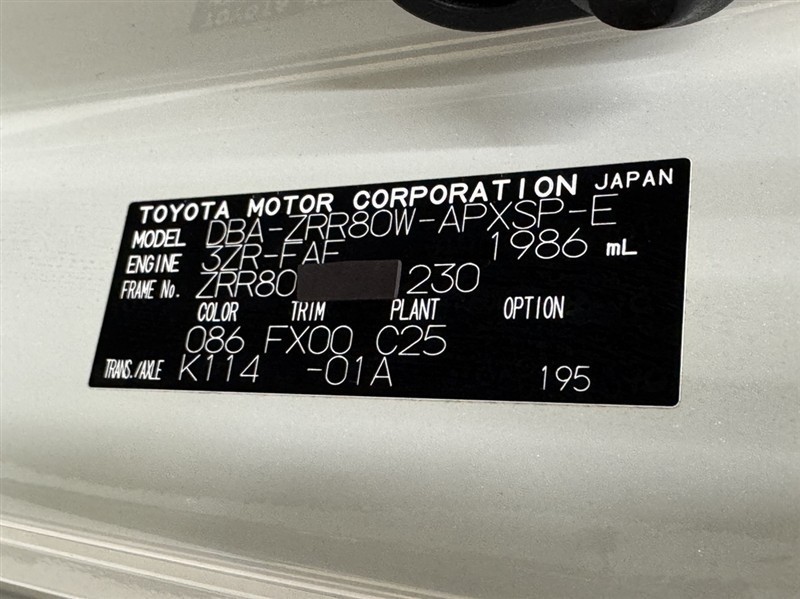 TOYOTA MOTOR CORPORATION JAPAN
MODEL DBA-ZRR80W-APXSP-E
ENGINE 3ZR-FAE 1986 mL
FRAME No. ZRR80 230
COLOR TRIM PLANT OPTION
086 FX00 C25
TRANS./AXLE K114 -01A 195